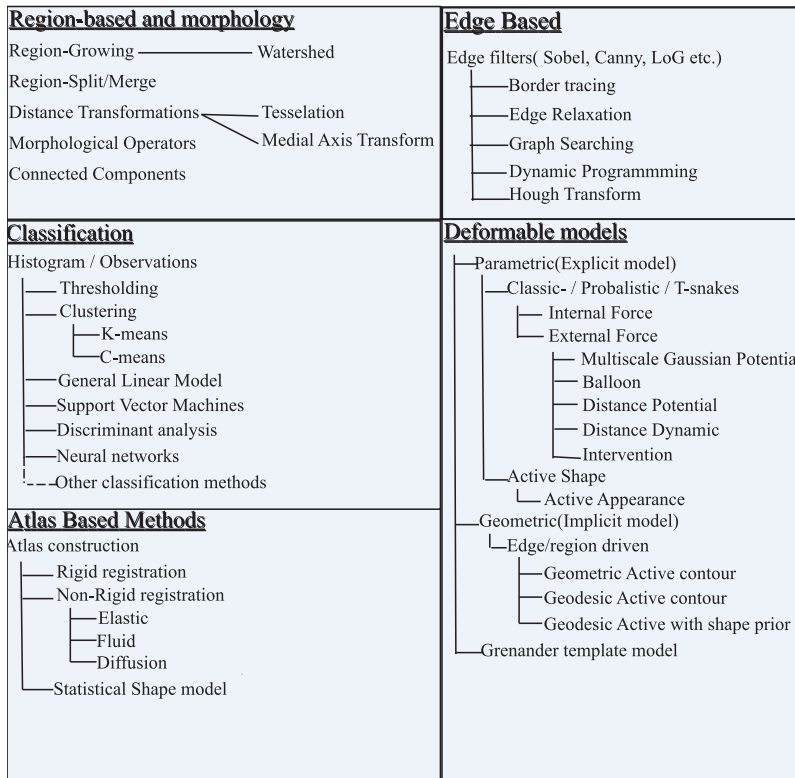 Region-based and morphology
Region-Growing Watershed
Region-Split/Merge
Distance Transformations Tesselation
Medial Axis Transform
Morphological Operators
Connected Components
Edge Based
Edge filters( Sobel, Canny, LoG etc.)
Border tracing
Edge Relaxation
Graph Searching
Dynamic Programmming
Hough Transform
Classification
Histogram / Observations
Thresholding
Clustering
K-means
C-means
General Linear Model
Support Vector Machines
Discriminant analysis
Neural networks
Other classification methods
Deformable models
Parametric(Explicit model)
Classic- / Probalistic / T-snakes
Internal Force
External Force
Multiscale Gaussian Potential
Balloon
Distance Potential
Distance Dynamic
Intervention
Active Shape
Active Appearance
Geometric(Implicit model)
Edge/region driven
Geometric Active contour
Geodesic Active contour
Geodesic Active with shape prior
Grenander template model
Atlas Based Methods
Atlas construction
Rigid registration
Non-Rigid registration
Elastic
Fluid
Diffusion
Statistical Shape model